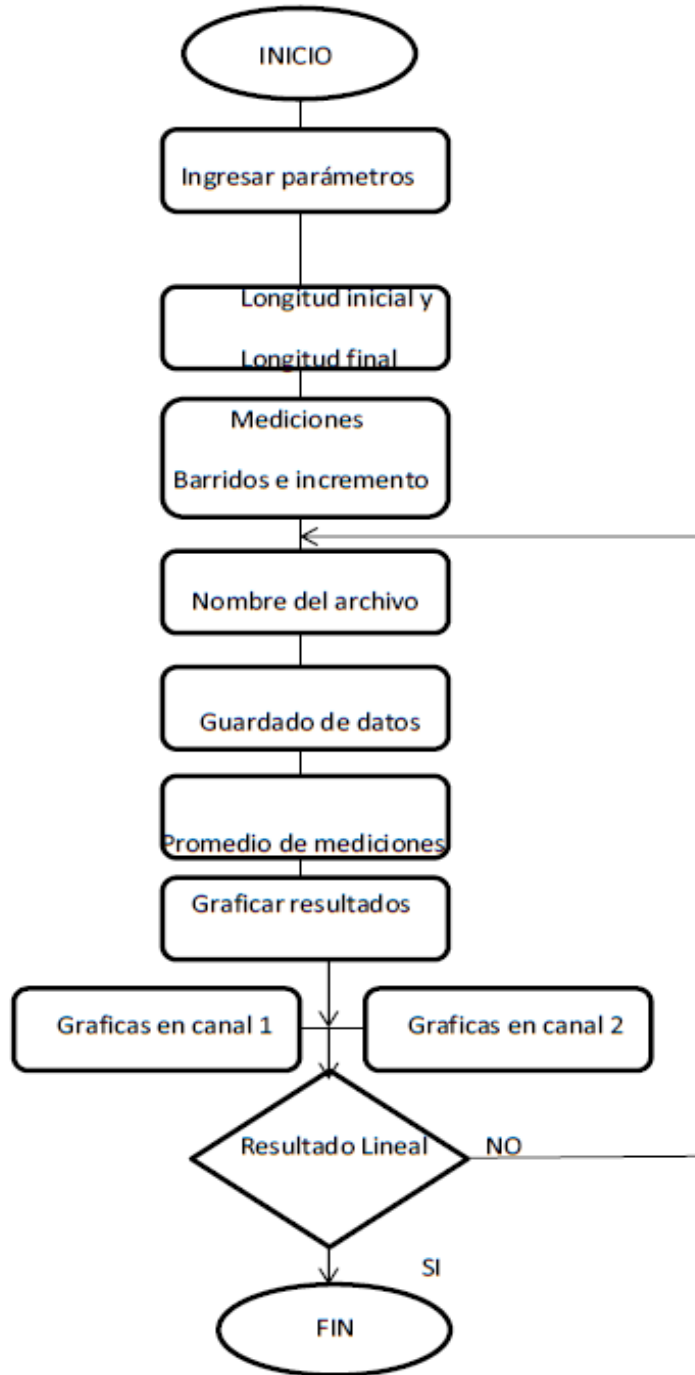 INICIO
Ingresar parámetros
Longitud inicial y
Longitud final
Mediciones
Barridos e incremento
Nombre del archivo
Guardado de datos
Promedio de mediciones
Graficar resultados
Graficas en canal 1
Graficas en canal 2
Resultado Lineal
NO
SI
FIN